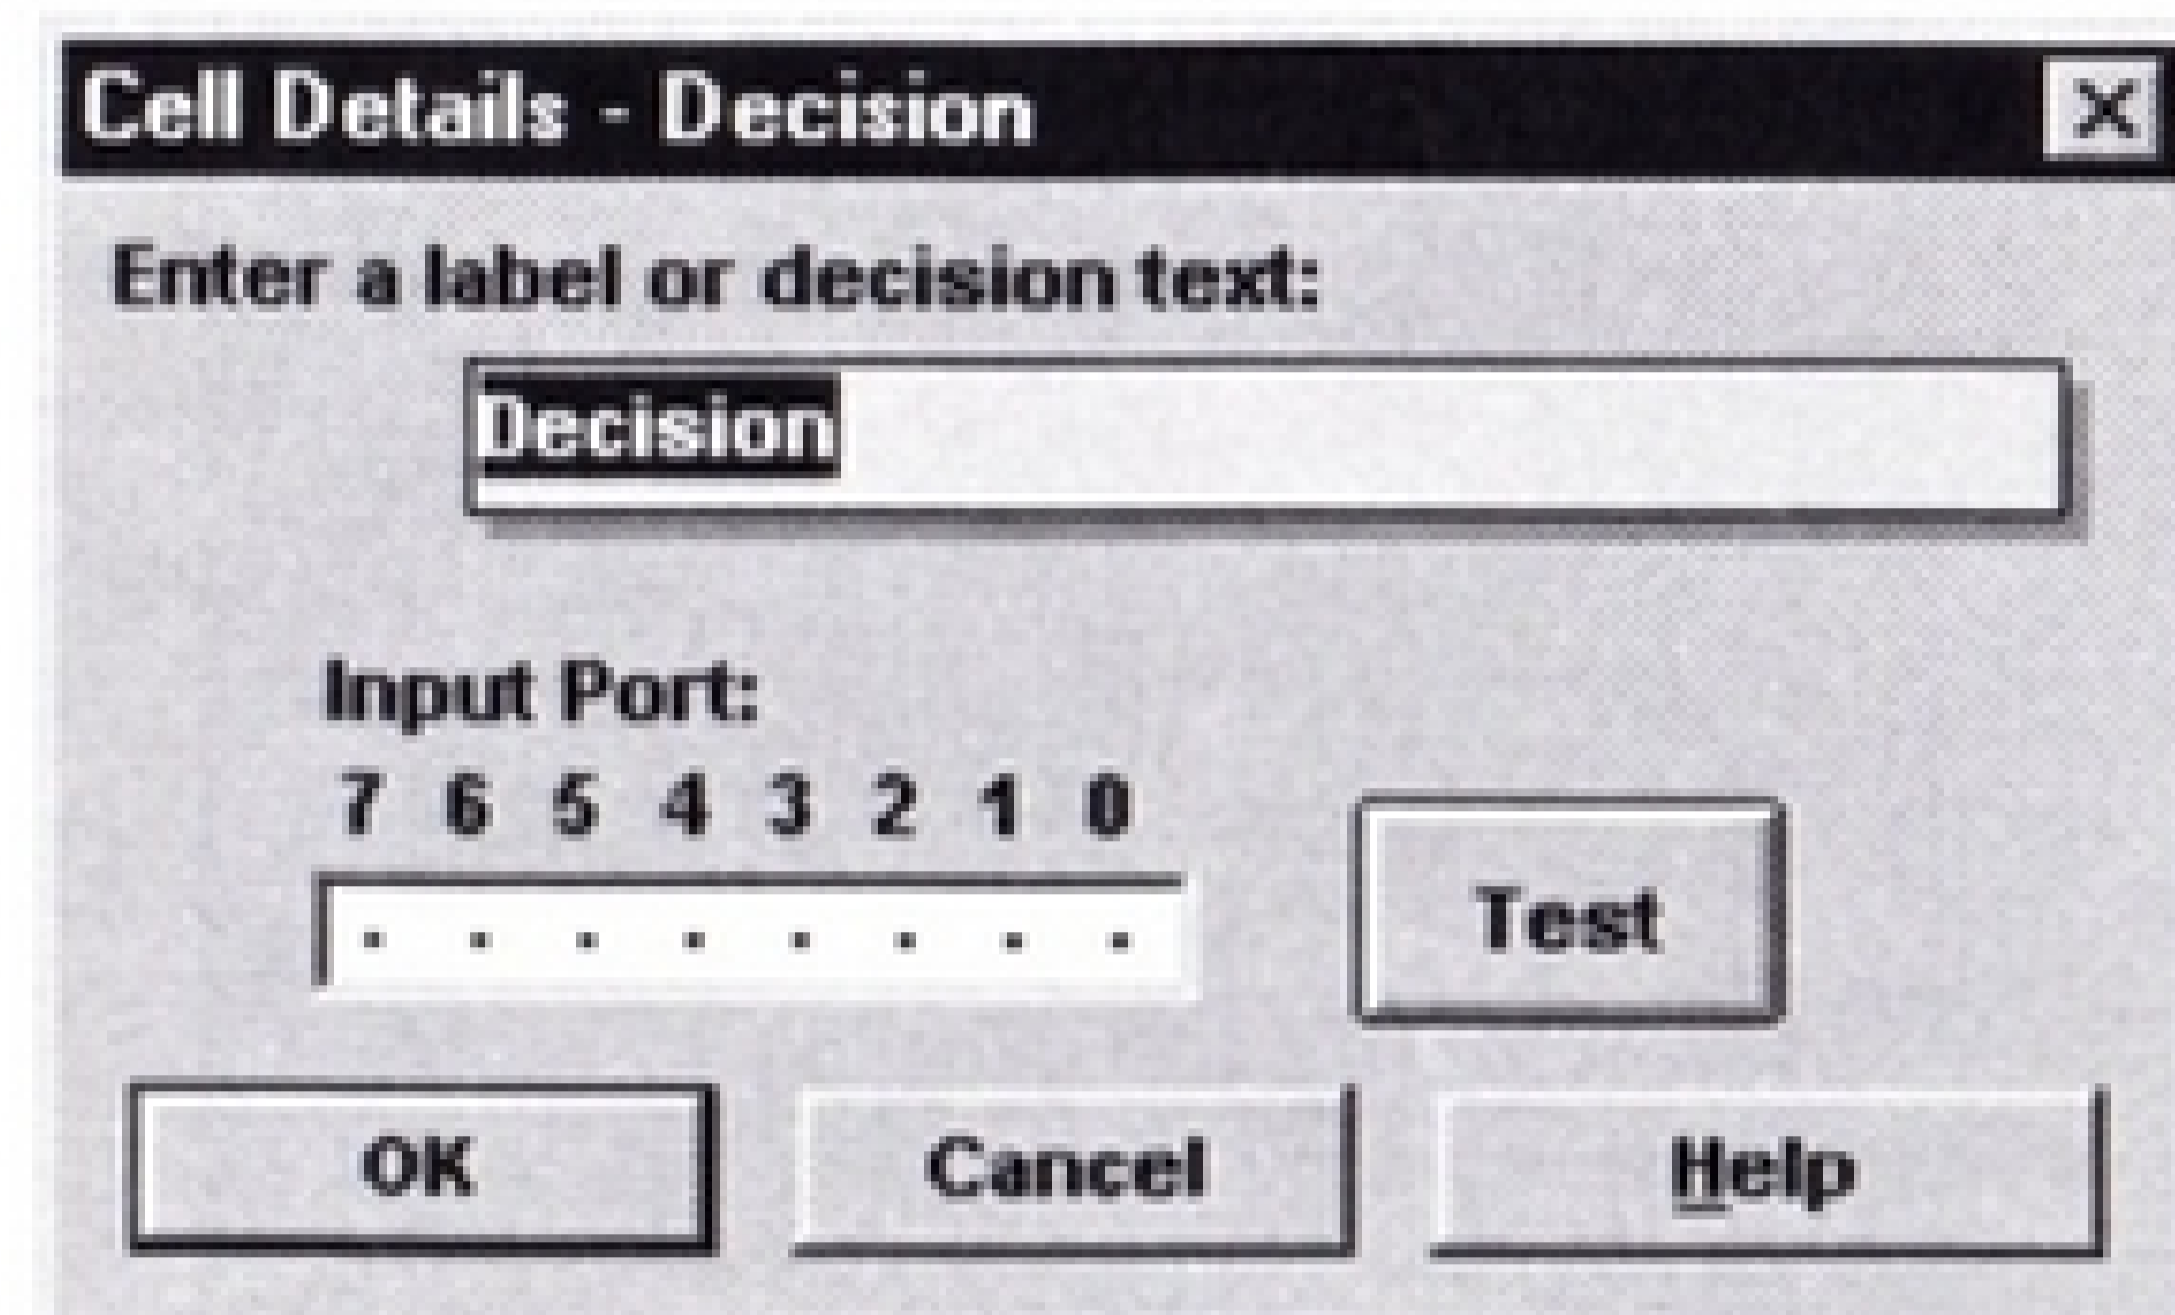 Cell Details - Decision
Enter a label or decision text:
Decision
Input Port:
7 6 5 4 3 2 1 0
. . . . . . . .
Test
OK Cancel Help